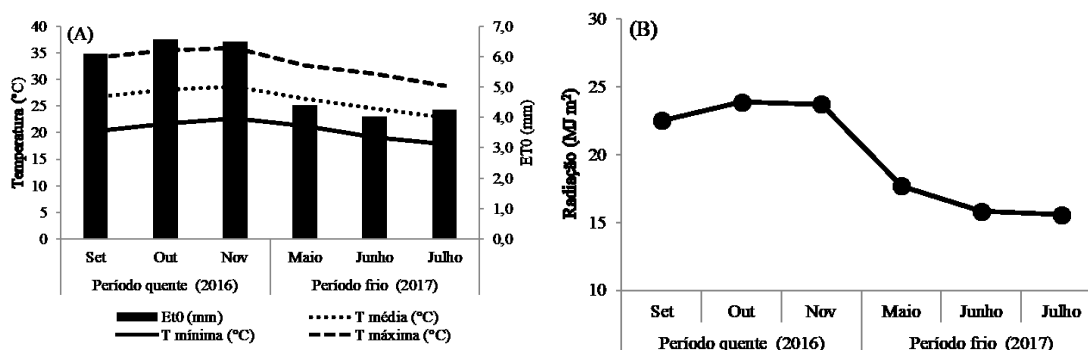 (A)
Temperatura (°C)
40
35
30
25
20
15
10
5
0
7,0
6,0
5,0
4,0
3,0
2,0
1,0
0,0
ET0 (mm)
Set Out Nov Maio Junho Julho
Período quente (2016) Período frio (2017)
Et0 (mm) T média (°C)
T mínima (°C) T máxima (°C)
(B)
Radiação (MJ m²)
30
25
20
15
10
Set Out Nov Maio Junho Julho
Período quente (2016) Período frio (2017)